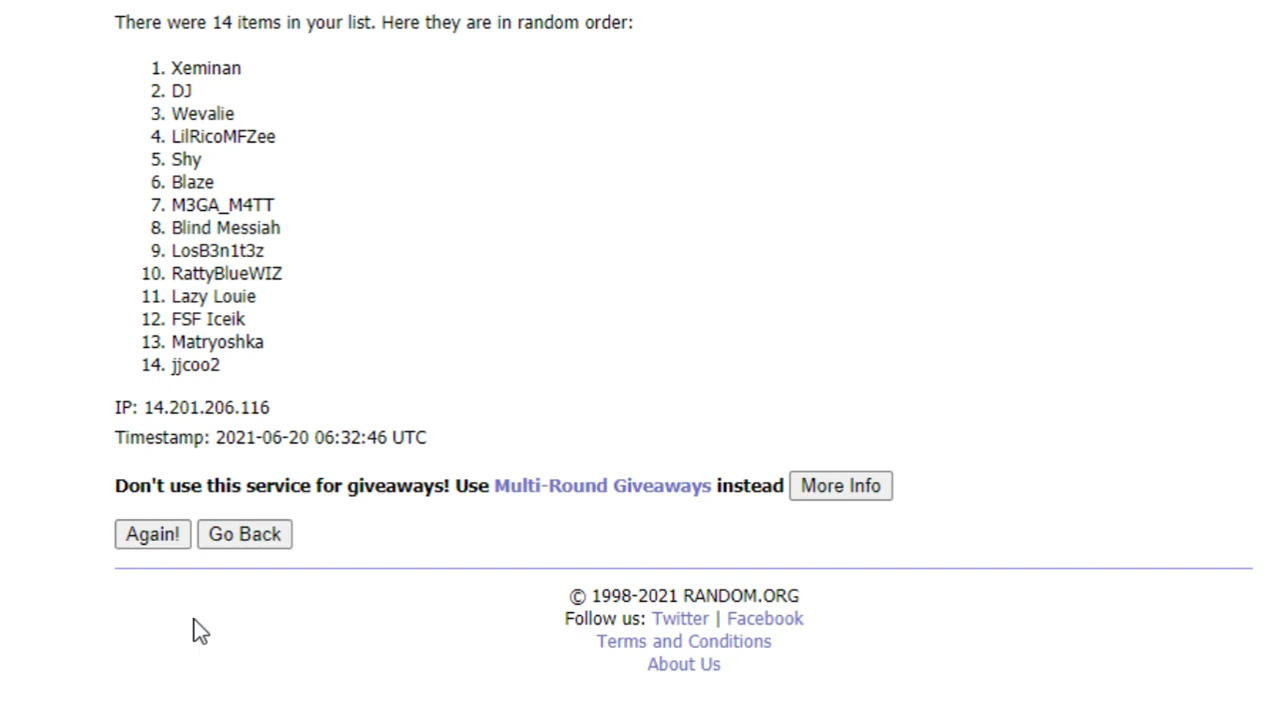 There were 14 items in your list. Here they are in random order:
1. Xeminan
2. DJ
3. Wevalie
4. LilRicoMFZee
5. Shy
6. Blaze
7. M3GA_M4TT
8. Blind Messiah
9. LosB3n1t3z
10. RattyBlueWIZ
11. Lazy Louie
12. FSF Iceik
13. Matryoshka
14. jjcoo2
IP: 14.201.206.116
Timestamp: 2021-06-20 06:32:46 UTC
Don't use this service for giveaways! Use Multi-Round Giveaways instead More Info
Again! Go Back
© 1998-2021 RANDOM.ORG
Follow us: Twitter | Facebook
Terms and Conditions
About Us